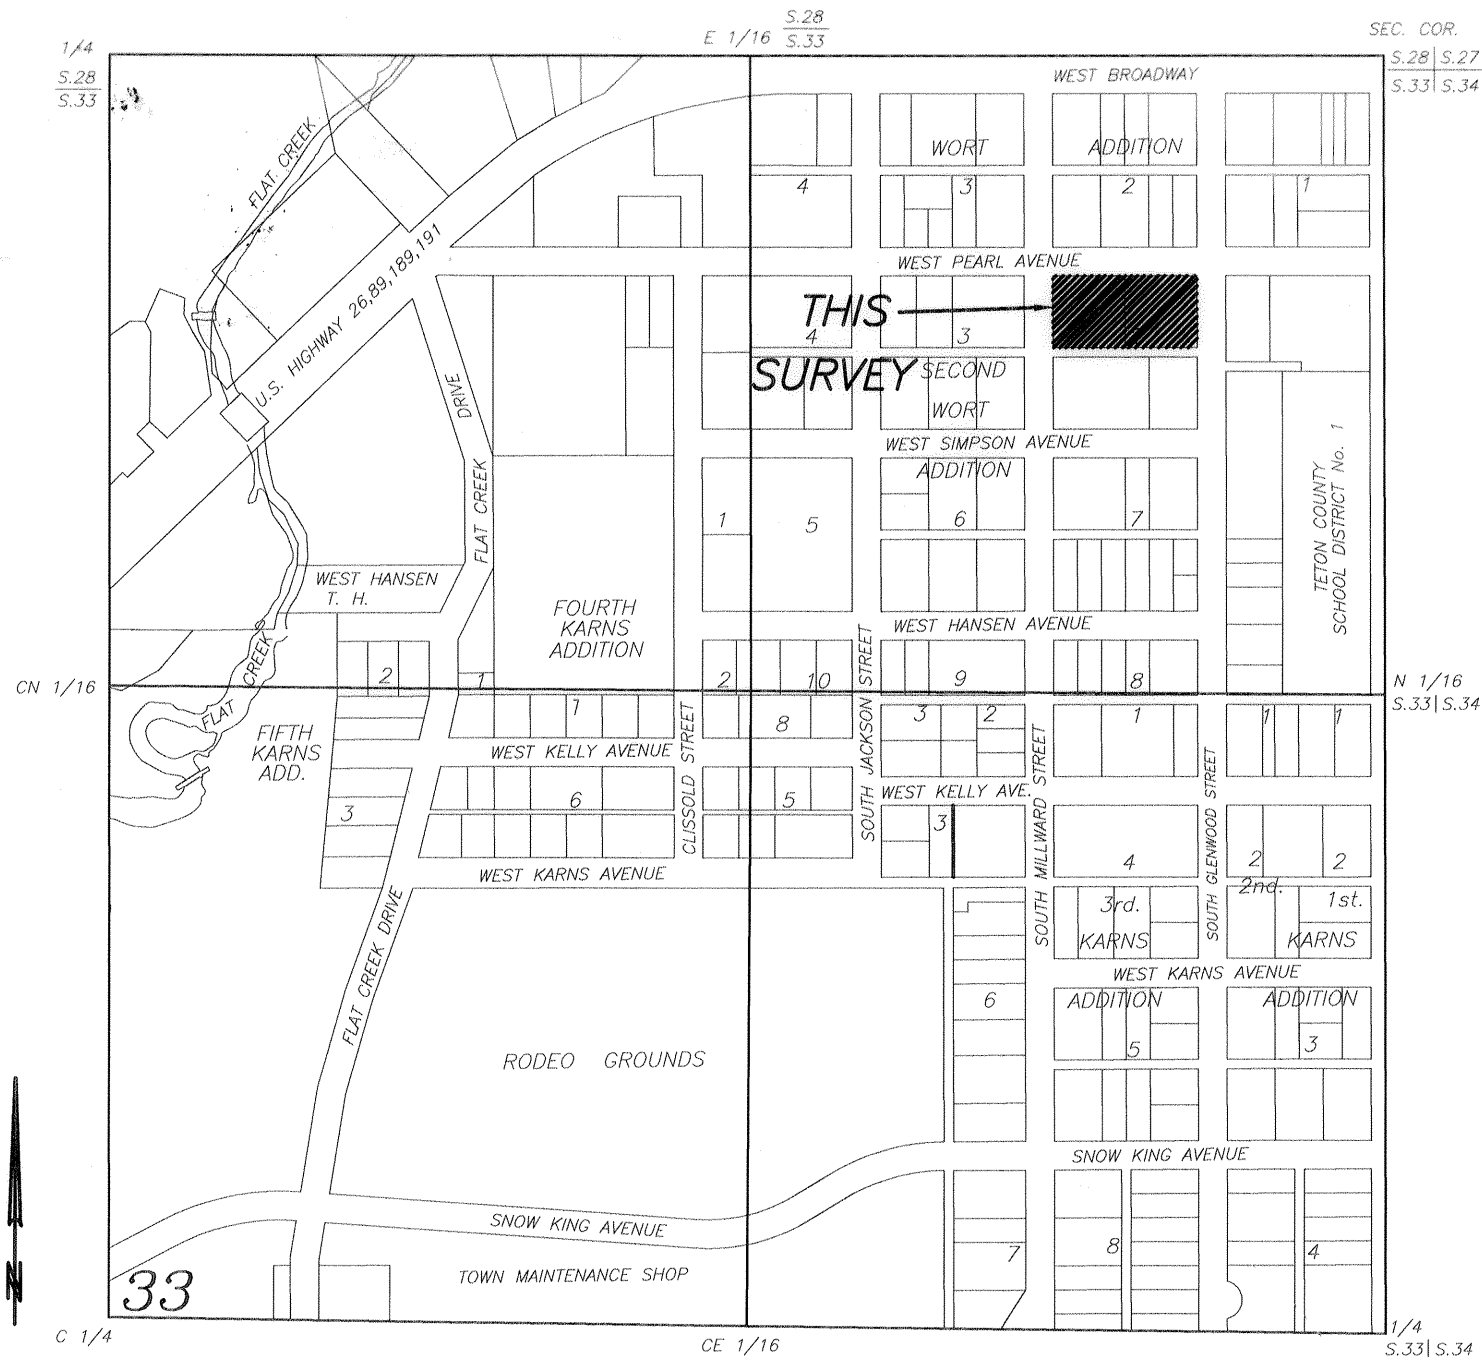 S.28
E 1/16 S.33
SEC. COR.
1/4
S.28
S.33
S.28 | S.27
S.33 | S.34
WEST BROADWAY
FLAT CREEK
WORT
ADDITION
4
3
2
1
U.S. HIGHWAY 26,89,189,191
WEST PEARL AVENUE
THIS
SURVEY
4
3
SECOND
WORT
WEST SIMPSON AVENUE
ADDITION
FLAT CREEK DRIVE
1
5
6
7
TETON COUNTY
SCHOOL DISTRICT No. 1
WEST HANSEN
T. H.
FOURTH
KARNS
ADDITION
WEST HANSEN AVENUE
2
1
2
10
9
8
CN 1/16
N 1/16
S.33 | S.34
FLAT CREEK
FIFTH
KARNS
ADD.
7
8
3
2
1
1
1
WEST KELLY AVENUE
CLISSOLD STREET
SOUTH JACKSON STREET
SOUTH MILLWARD STREET
SOUTH GLENWOOD STREET
WEST KELLY AVE.
3
6
5
3
4
2
2
WEST KARNS AVENUE
2nd.
3rd.
1st.
KARNS
KARNS
WEST KARNS AVENUE
FLAT CREEK DRIVE
6
ADDITION
ADDITION
5
3
RODEO GROUNDS
SNOW KING AVENUE
SNOW KING AVENUE
7
8
4
TOWN MAINTENANCE SHOP
33
N
C 1/4
CE 1/16
1/4
S.33 | S.34